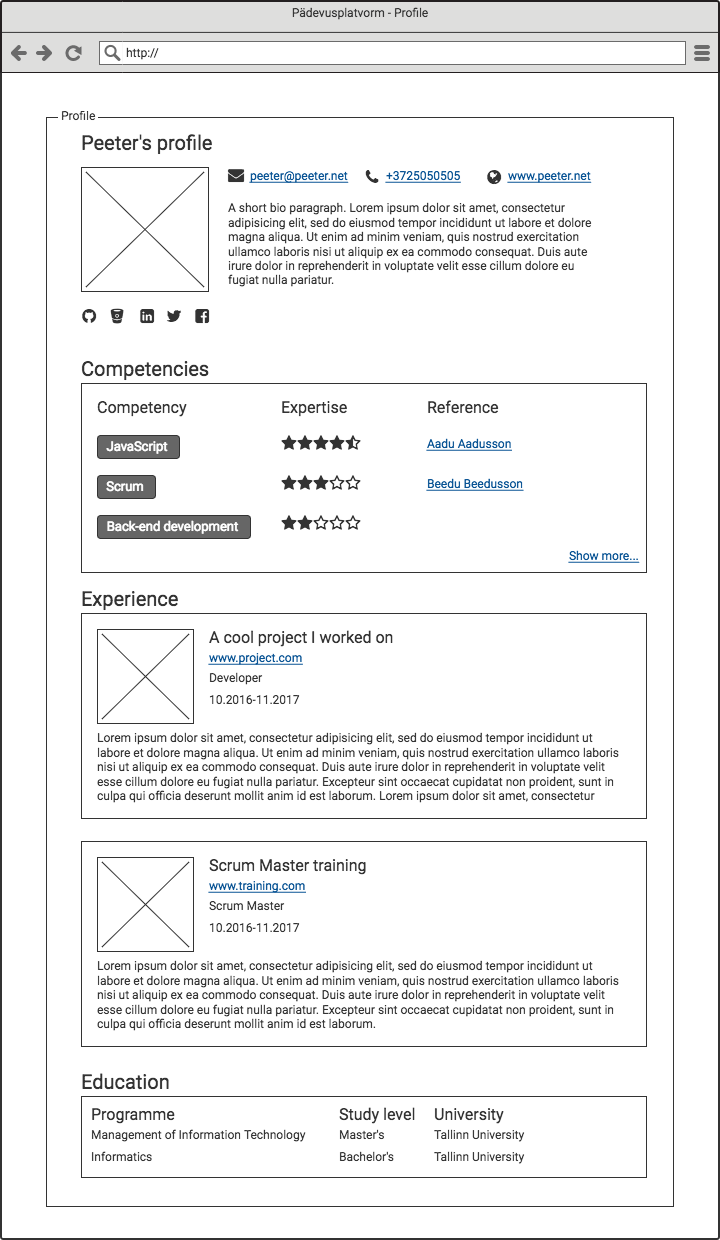 Pädevusplatvorm - Profile
http://
Profile
Peeter's profile
peeter@peeter.net +3725050505 www.peeter.net
A short bio paragraph. Lorem ipsum dolor sit amet, consectetur
adipisicing elit, sed do eiusmod tempor incididunt ut labore et dolore
magna aliqua. Ut enim ad minim veniam, quis nostrud exercitation
ullamco laboris nisi ut aliquip ex ea commodo consequat. Duis aute
irure dolor in reprehenderit in voluptate velit esse cillum dolore eu
fugiat nulla pariatur.
Competencies
Competency Expertise Reference
JavaScript Aadu Aadusson
Scrum Beedu Beedusson
Back-end development
Show more...
Experience
A cool project I worked on
www.project.com
Developer
10.2016-11.2017
Lorem ipsum dolor sit amet, consectetur adipisicing elit, sed do eiusmod tempor incididunt ut
labore et dolore magna aliqua. Ut enim ad minim veniam, quis nostrud exercitation ullamco laboris
nisi ut aliquip ex ea commodo consequat. Duis aute irure dolor in reprehenderit in voluptate velit
esse cillum dolore eu fugiat nulla pariatur. Excepteur sint occaecat cupidatat non proident, sunt in
culpa qui officia deserunt mollit anim id est laborum. Lorem ipsum dolor sit amet, consectetur
Scrum Master training
www.training.com
Scrum Master
10.2016-11.2017
Lorem ipsum dolor sit amet, consectetur adipisicing elit, sed do eiusmod tempor incididunt ut
labore et dolore magna aliqua. Ut enim ad minim veniam, quis nostrud exercitation ullamco laboris
nisi ut aliquip ex ea commodo consequat. Duis aute irure dolor in reprehenderit in voluptate velit
esse cillum dolore eu fugiat nulla pariatur. Excepteur sint occaecat cupidatat non proident, sunt in
culpa qui officia deserunt mollit anim id est laborum.
Education
Programme Study level University
Management of Information Technology Master's Tallinn University
Informatics Bachelor's Tallinn University